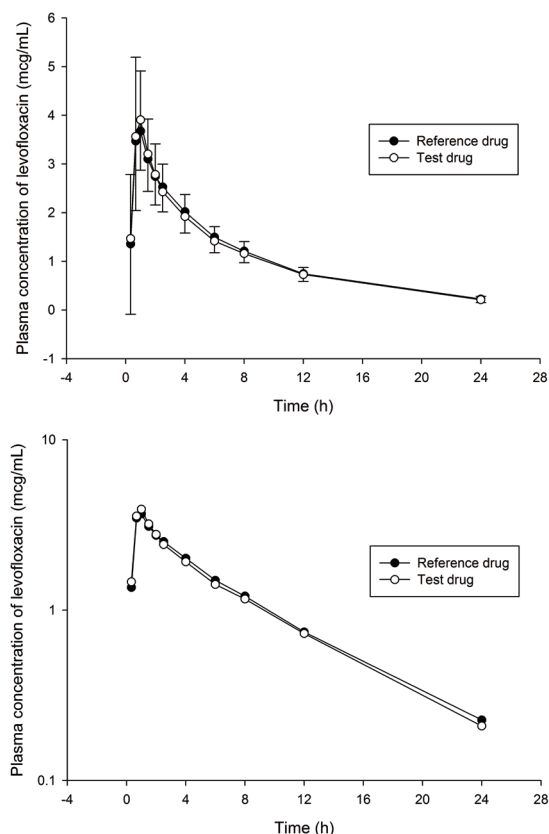 Plasma concentration of levofloxacin (mcg/mL)
6
5
4
3
2
1
0
-1
Reference drug
Test drug
-4 0 4 8 12 16 20 24 28
Time (h)
Plasma concentration of levofloxacin (mcg/mL)
10
1
0.1
Reference drug
Test drug
-4 0 4 8 12 16 20 24 28
Time (h)